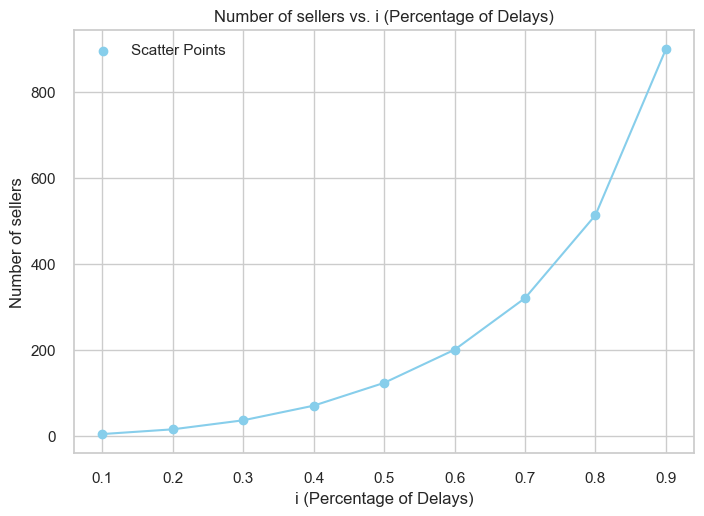 Number of sellers vs. i (Percentage of Delays)
Scatter Points
Number of sellers
800
600
400
200
0
0.1 0.2 0.3 0.4 0.5 0.6 0.7 0.8 0.9
i (Percentage of Delays)